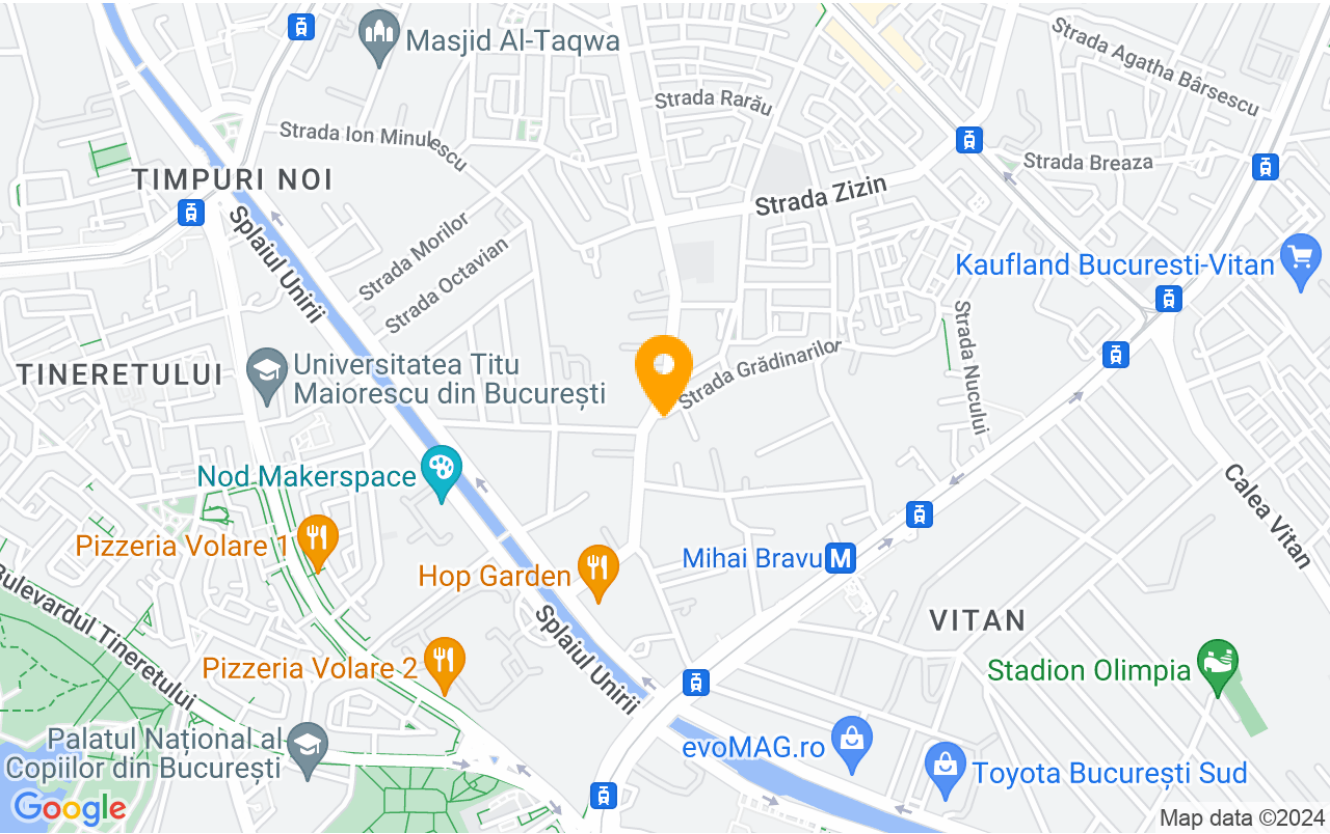 Masjid Al-Taqwa
Strada Agatha Bârsescu
Strada Rarău
Strada Ion Minulescu
Strada Breaza
TIMPURI NOI
Strada Zizin
Splaiul Unirii
Strada Morilor
Strada Octavian
Kaufland Bucuresti-Vitan
Strada Nucului
Strada Grădinarilor
TINERETULUI
Universitatea Titu
Maiorescu din București
Nod Makerspace
Calea Vitan
Pizzeria Volare 1
Hop Garden
Mihai Bravu M
Bulevardul Tineretului
VITAN
Splaiul Unirii
Pizzeria Volare 2
Stadion Olimpia
Palatul Național al
Copiilor din București
evoMAG.ro
Toyota București Sud
Google
Map data ©2024